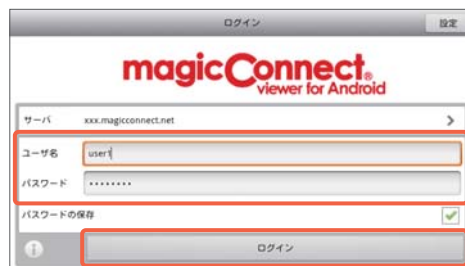 ログイン 設定
magicConnect®
viewer for Android
サーバ xxx.magicconnect.net >
ユーザ名 user1
パスワード ••••••••
パスワードの保存
ログイン